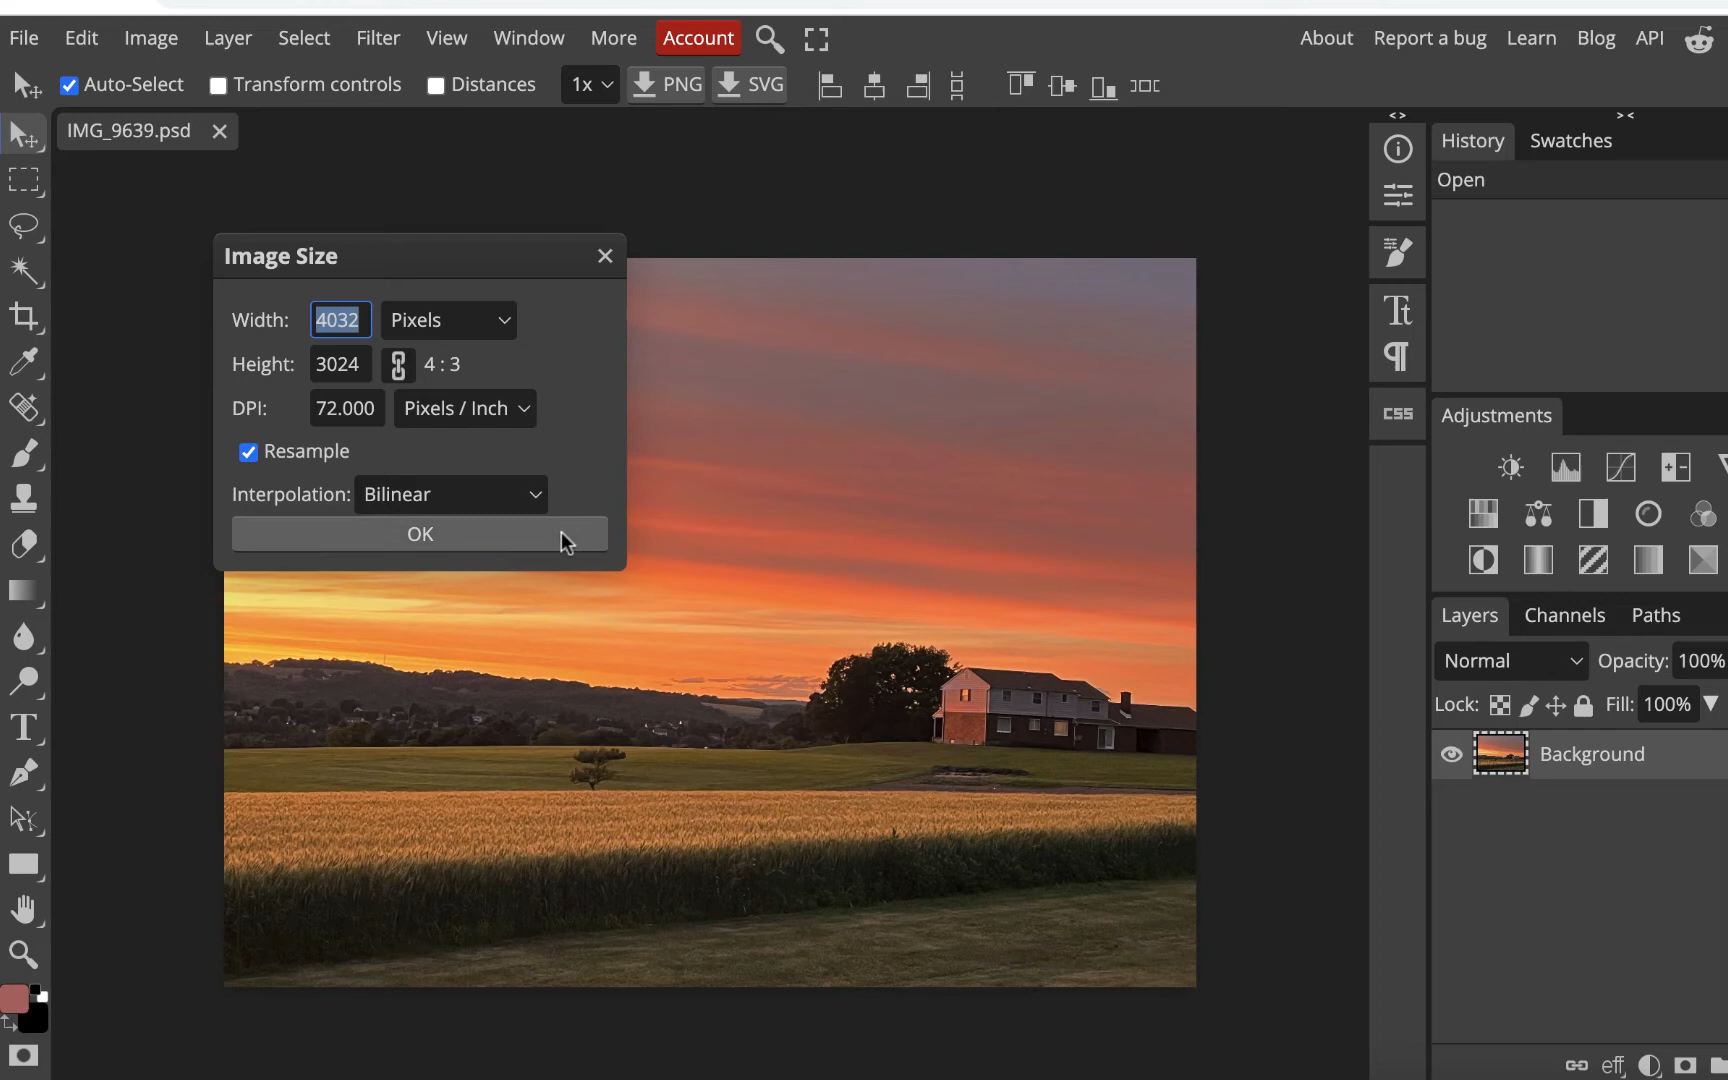 File Edit Image Layer Select Filter View Window More Account About Report a bug Learn Blog API
Auto-Select Transform controls Distances 1x PNG SVG
IMG_9639.psd
History Swatches
Open
Image Size
Width: 4032 Pixels
Height: 3024 4 : 3
DPI: 72.000 Pixels / Inch
Resample
Interpolation: Bilinear
OK
CSS
Adjustments
Layers Channels Paths
Normal Opacity: 100%
Lock: Fill: 100%
Background
eff